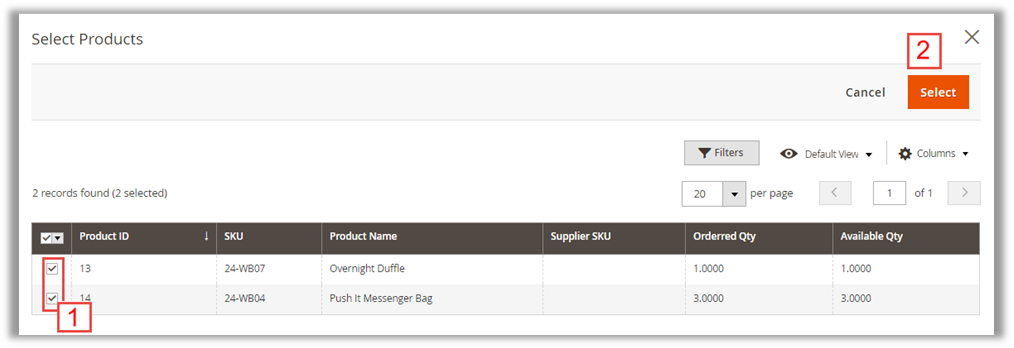 Select Products
2
Cancel Select
Filters Default View Columns
2 records found (2 selected) 20 per page 1 of 1
Product ID ↓ SKU Product Name Supplier SKU Orderred Qty Available Qty
13 24-WB07 Overnight Duffle 1.0000 1.0000
14 24-WB04 Push It Messenger Bag 3.0000 3.0000
1